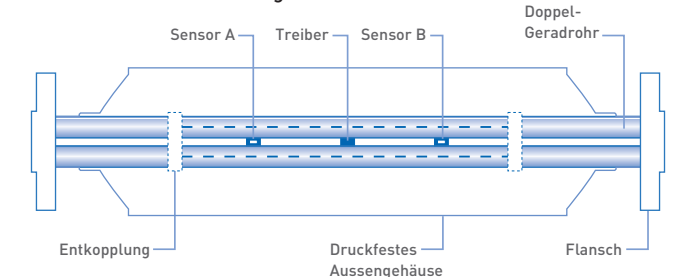 Doppel-
Geradrohr
Sensor A
Treiber
Sensor B
Entkopplung
Druckfestes
Aussengehäuse
Flansch